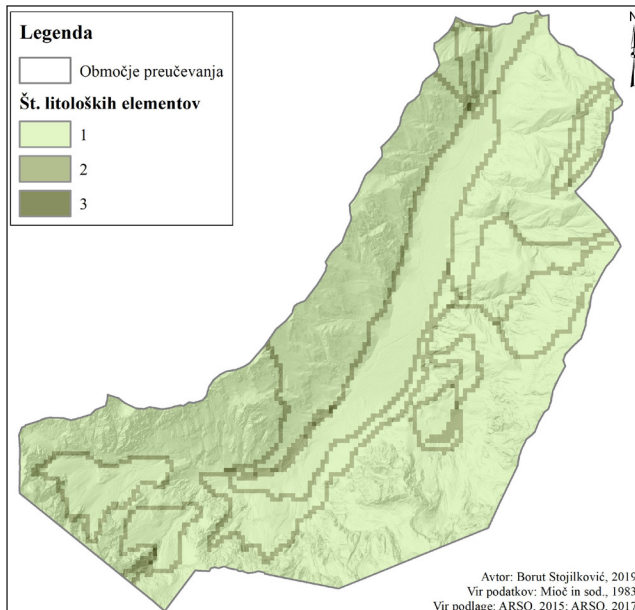 Legenda
Območje preučevanja
Št. litoloških elementov
1
2
3
N
Avtor: Borut Stojilković, 2019
Vir podatkov: Mioč in sod., 1983
Vir podlage: ARSO, 2015; ARSO, 2017